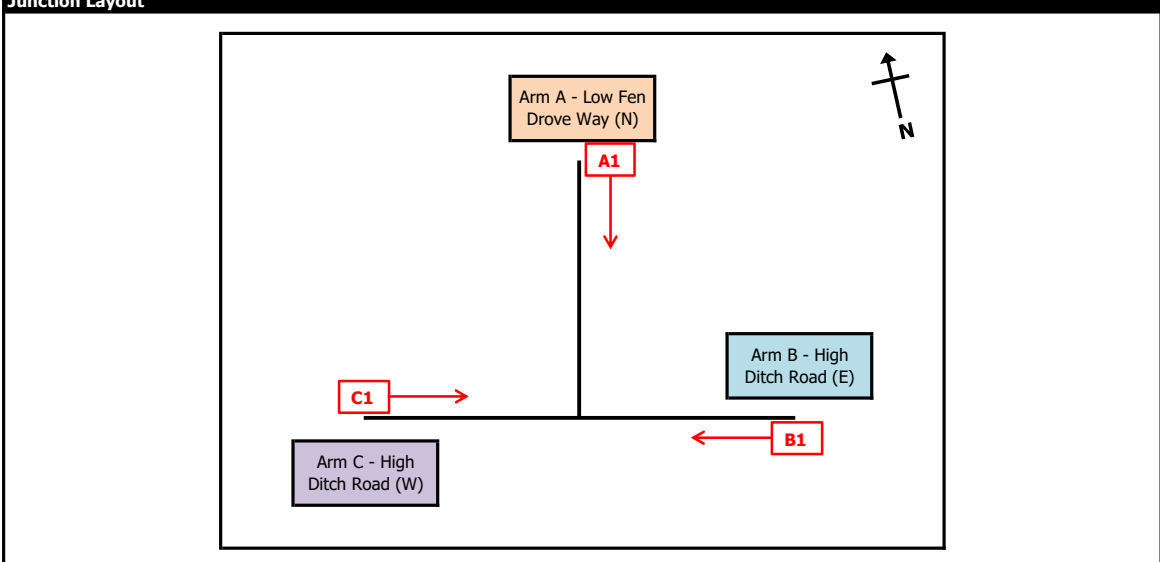 Junction Layout
Arm A - Low Fen
Drove Way (N)
A1
N
Arm B - High
Ditch Road (E)
C1
B1
Arm C - High
Ditch Road (W)